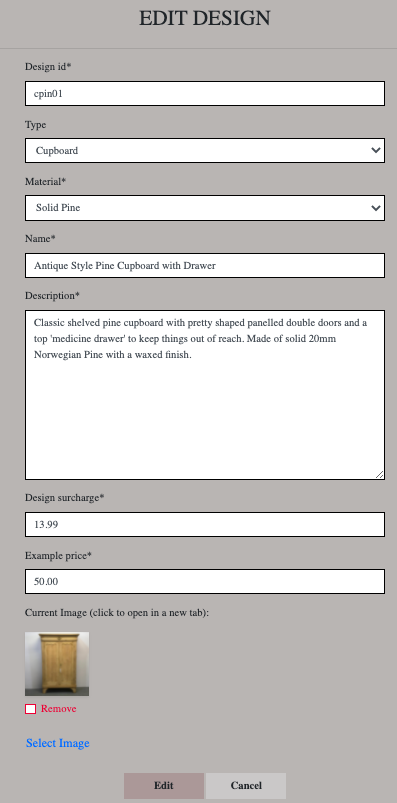 EDIT DESIGN
Design id*
cpin01
Type
Cupboard
Material*
Solid Pine
Name*
Antique Style Pine Cupboard with Drawer
Description*
Classic shelved pine cupboard with pretty shaped panelled double doors and a
top 'medicine drawer' to keep things out of reach. Made of solid 20mm
Norwegian Pine with a waxed finish.
Design surcharge*
13.99
Example price*
50.00
Current Image (click to open in a new tab):
Remove
Select Image
Edit Cancel